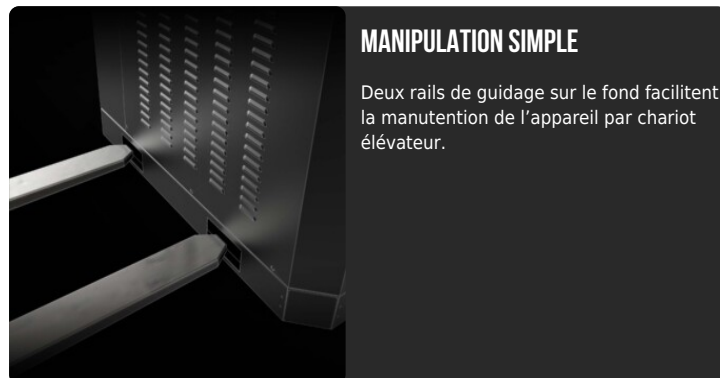 MANIPULATION SIMPLE
Deux rails de guidage sur le fond facilitent
la manutention de l’appareil par chariot
élévateur.